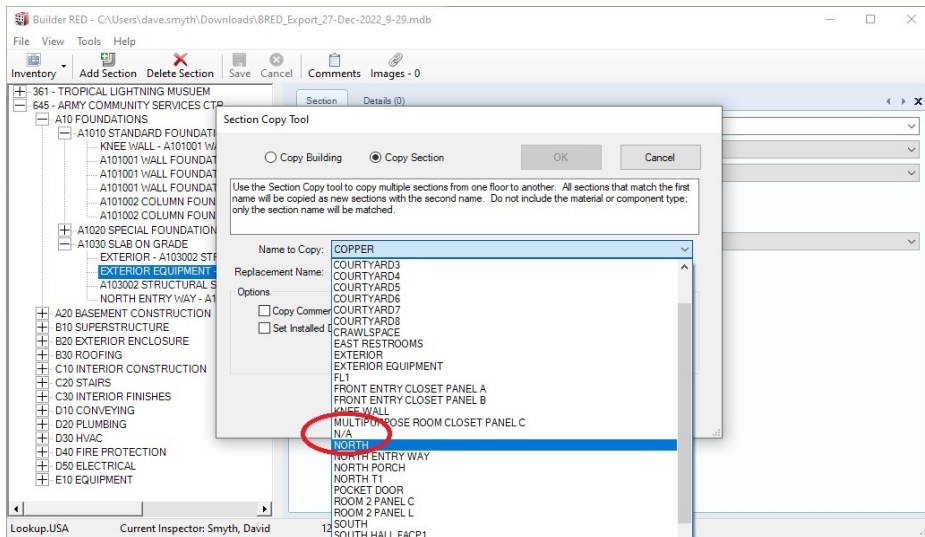 Builder RED - C:\Users\dave.smyth\Downloads\BRED_Export_27-Dec-2022_9-29.mdb
File View Tools Help
Inventory Add Section Delete Section Save Cancel Comments Images - 0
361 - TROPICAL LIGHTNING MUSUEM
645 - ARMY COMMUNITY SERVICES CTR
A10 FOUNDATIONS
A1010 STANDARD FOUNDATI
KNEE WALL - A101001 WA
A101001 WALL FOUNDAT
A101001 WALL FOUNDAT
A101001 WALL FOUNDAT
A101002 COLUMN FOUN
A101002 COLUMN FOUN
A1020 SPECIAL FOUNDATION
A1030 SLAB ON GRADE
EXTERIOR - A103002 STR
EXTERIOR EQUIPMENT -
A103002 STRUCTURAL S
NORTH ENTRY WAY - A1
A20 BASEMENT CONSTRUCTION
B10 SUPERSTRUCTURE
B20 EXTERIOR ENCLOSURE
B30 ROOFING
C10 INTERIOR CONSTRUCTION
C20 STAIRS
C30 INTERIOR FINISHES
D10 CONVEYING
D20 PLUMBING
D30 HVAC
D40 FIRE PROTECTION
D50 ELECTRICAL
E10 EQUIPMENT
Section Details (0)
Section Copy Tool
Copy Building Copy Section OK Cancel
Use the Section Copy tool to copy multiple sections from one floor to another. All sections that match the first
name will be copied as new sections with the second name. Do not include the material or component type;
only the section name will be matched.
Name to Copy: COPPER
Replacement Name:
Options
Copy Commen
Set Installed D
COURTYARD3
COURTYARD4
COURTYARD5
COURTYARD6
COURTYARD7
COURTYARD8
CRAWLSPACE
EAST RESTROOMS
EXTERIOR
EXTERIOR EQUIPMENT
FL1
FRONT ENTRY CLOSET PANEL A
FRONT ENTRY CLOSET PANEL B
KNEE WALL
MULTIPURPOSE ROOM CLOSET PANEL C
N/A
NORTH
NORTH ENTRY WAY
NORTH PORCH
NORTH T1
POCKET DOOR
ROOM 2 PANEL C
ROOM 2 PANEL L
SOUTH
SOUTH HALL FACP1
Lookup.USA Current Inspector: Smyth, David 12